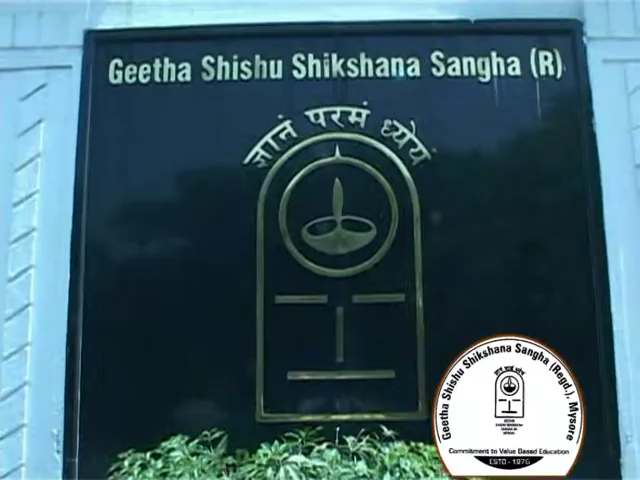 Geetha Shishu Shikshana Sangha (R)
ज्ञानं परमं ध्येयं
Geetha Shishu Shikshana Sangha (Regd.), Mysore
Commitment to Value Based Education
ESTD - 1976